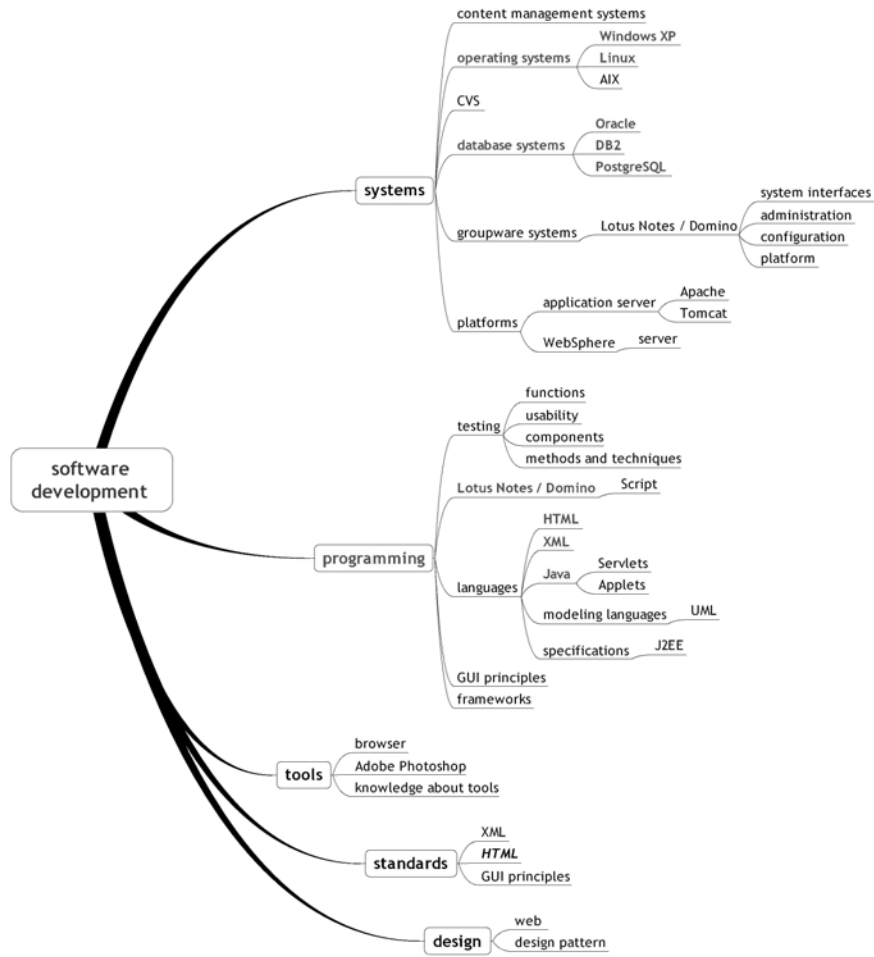 content management systems
Windows XP
operating systems
Linux
AIX
CVS
Oracle
database systems
DB2
PostgreSQL
systems
system interfaces
administration
groupware systems
Lotus Notes / Domino
configuration
platform
Apache
application server
Tomcat
platforms
WebSphere
server
functions
usability
testing
components
methods and techniques
software
development
Lotus Notes / Domino
Script
HTML
XML
programming
Servlets
Java
Applets
languages
modeling languages
UML
specifications
J2EE
GUI principles
frameworks
browser
tools
Adobe Photoshop
knowledge about tools
XML
standards
HTML
GUI principles
web
design
design pattern